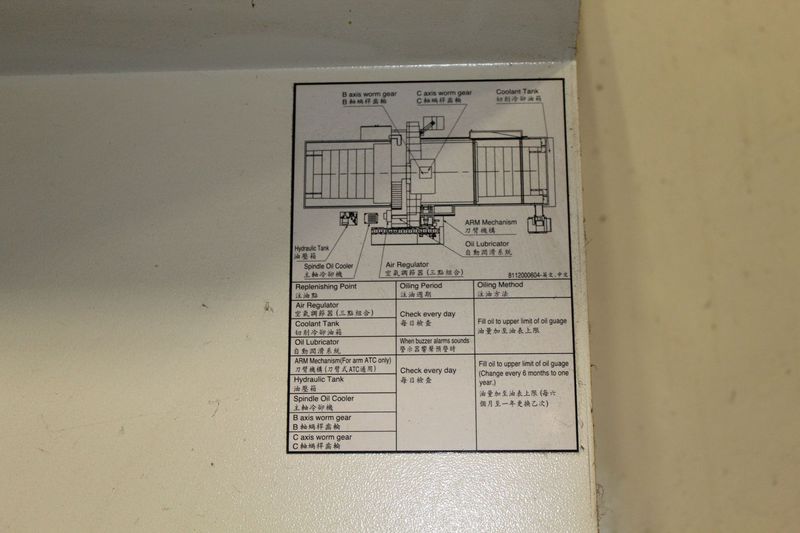 B axis worm gear
B軸蝸桿齒輪
C axis worm gear
C軸蝸桿齒輪
Coolant Tank
切削冷卻油箱
ARM Mechanism
刀臂機構
Oil Lubricator
自動潤滑系統
Hydraulic Tank
油壓箱
Spindle Oil Cooler
主軸冷卻機
Air Regulator
空氣調節器(三點組合)
8112000604-英文.中文
Replenishing Point
注油點
Oiling Period
注油週期
Oiling Method
注油方法
Air Regulator
空氣調節器(三點組合)
Coolant Tank
切削冷卻油箱
Check every day
每日檢查
Fill oil to upper limit of oil guage
油量加至油表上限
Oil Lubricator
自動潤滑系統
When buzzer alarms sounds
警示器響聲預警時
ARM Mechanism(For arm ATC only)
刀臂機構(刀臂式ATC適用)
Hydraulic Tank
油壓箱
Spindle Oil Cooler
主軸冷卻機
B axis worm gear
B軸蝸桿齒輪
C axis worm gear
C軸蝸桿齒輪
Check every day
每日檢查
Fill oil to upper limit of oil guage
(Change every 6 months to one
year.)
油量加至油表上限(每六
個月至一年更換乙次)